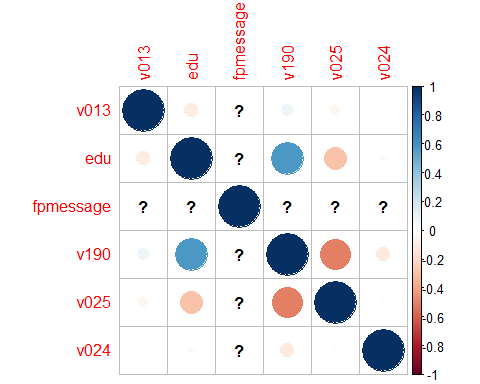 v013 edu fpmessage v190 v025 v024
v013 ?
edu ?
fpmessage ? ? ? ? ?
v190 ?
v025 ?
v024 ?
1
0.8
0.6
0.4
0.2
0
-0.2
-0.4
-0.6
-0.8
-1